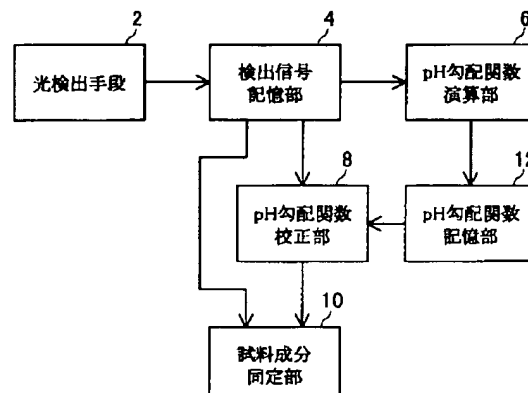 2
光検出手段
4
検出信号
記憶部
6
pH勾配関数
演算部
8
pH勾配関数
校正部
12
pH勾配関数
記憶部
10
試料成分
同定部